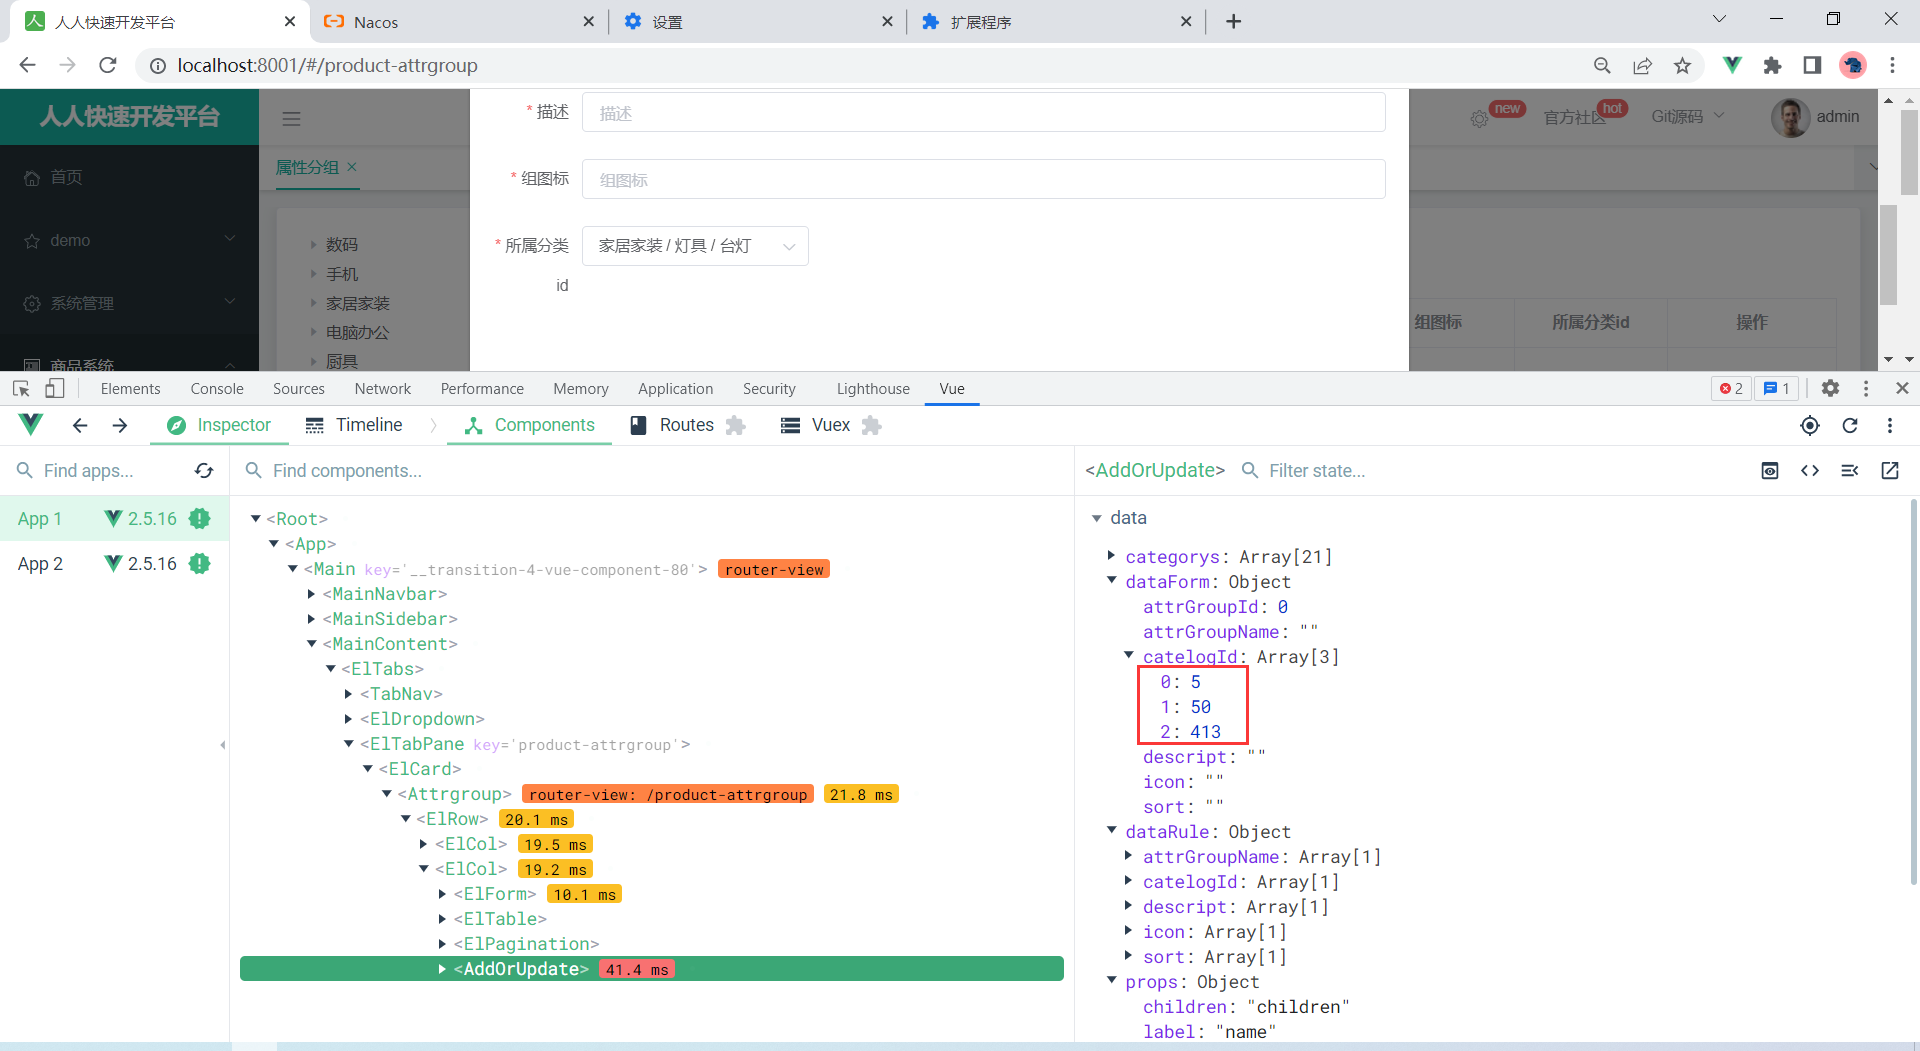 人人快速开发平台
Nacos
设置
扩展程序
localhost:8001/#/product-attrgroup
人人快速开发平台
* 描述
描述
new
官方社区
hot
Git源码
admin
属性分组
首页
* 组图标
组图标
demo
数码
* 所属分类
id
家居家装 / 灯具 / 台灯
手机
系统管理
家居家装
组图标
所属分类id
操作
电脑办公
商品系统
厨具
Elements
Console
Sources
Network
Performance
Memory
Application
Security
Lighthouse
Vue
2
1
Inspector
Timeline
Components
Routes
Vuex
Find apps...
Find components...
<AddOrUpdate>
Filter state...
App 1
2.5.16
App 2
2.5.16
<Root>
<App>
<Main key='__transition-4-vue-component-80'> router-view
<MainNavbar>
<MainSidebar>
<MainContent>
<ElTabs>
<TabNav>
<ElDropdown>
<ElTabPane key='product-attrgroup'>
<ElCard>
<Attrgroup> router-view: /product-attrgroup 21.8 ms
<ElRow> 20.1 ms
<ElCol> 19.5 ms
<ElCol> 19.2 ms
<ElForm> 10.1 ms
<ElTable>
<ElPagination>
<AddOrUpdate> 41.4 ms
data
categorys: Array[21]
dataForm: Object
attrGroupId: 0
attrGroupName: ""
catelogId: Array[3]
0: 5
1: 50
2: 413
descript: ""
icon: ""
sort: ""
dataRule: Object
attrGroupName: Array[1]
catelogId: Array[1]
descript: Array[1]
icon: Array[1]
sort: Array[1]
props: Object
children: "children"
label: "name"